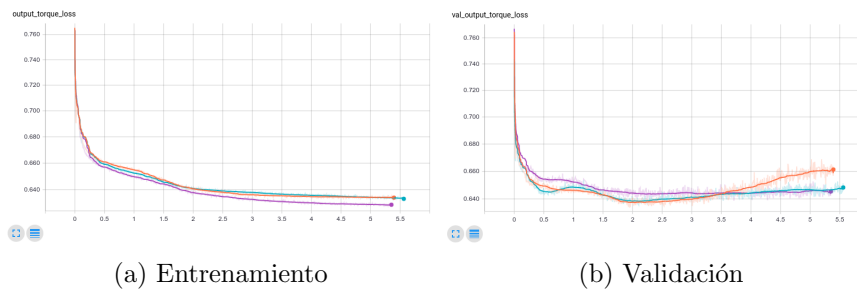 output_torque_loss
0.760
0.740
0.720
0.700
0.680
0.660
0.640
0 0.5 1 1.5 2 2.5 3 3.5 4 4.5 5 5.5
(a) Entrenamiento
val_output_torque_loss
0.760
0.740
0.720
0.700
0.680
0.660
0.640
0 0.5 1 1.5 2 2.5 3 3.5 4 4.5 5 5.5
(b) Validación